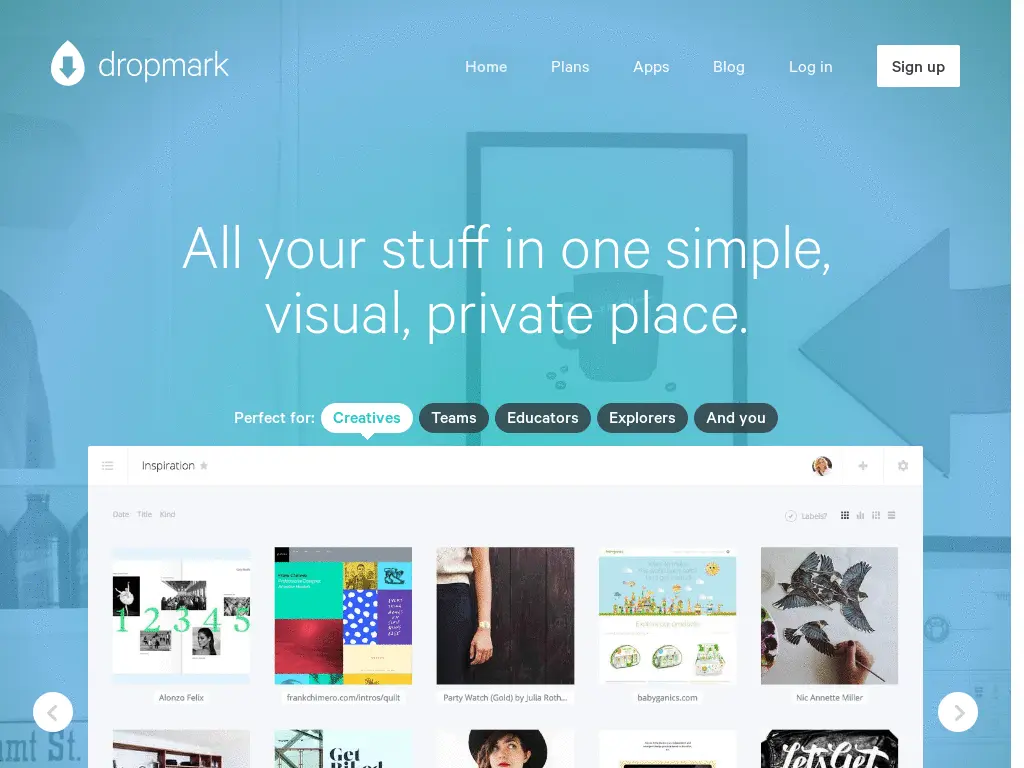 dropmark
Home Plans Apps Blog Log in Sign up
All your stuff in one simple,
visual, private place.
Perfect for: Creatives Teams Educators Explorers And you
Inspiration
Date Title Kind
Labels?
1 2 3 4 5
Alonzo Felix
frankchimero.com/intros/quilt
Party Watch (Gold) by Julia Roth...
babyganics.com
Nic Annette Miller
amt St.
Get
Let's Get